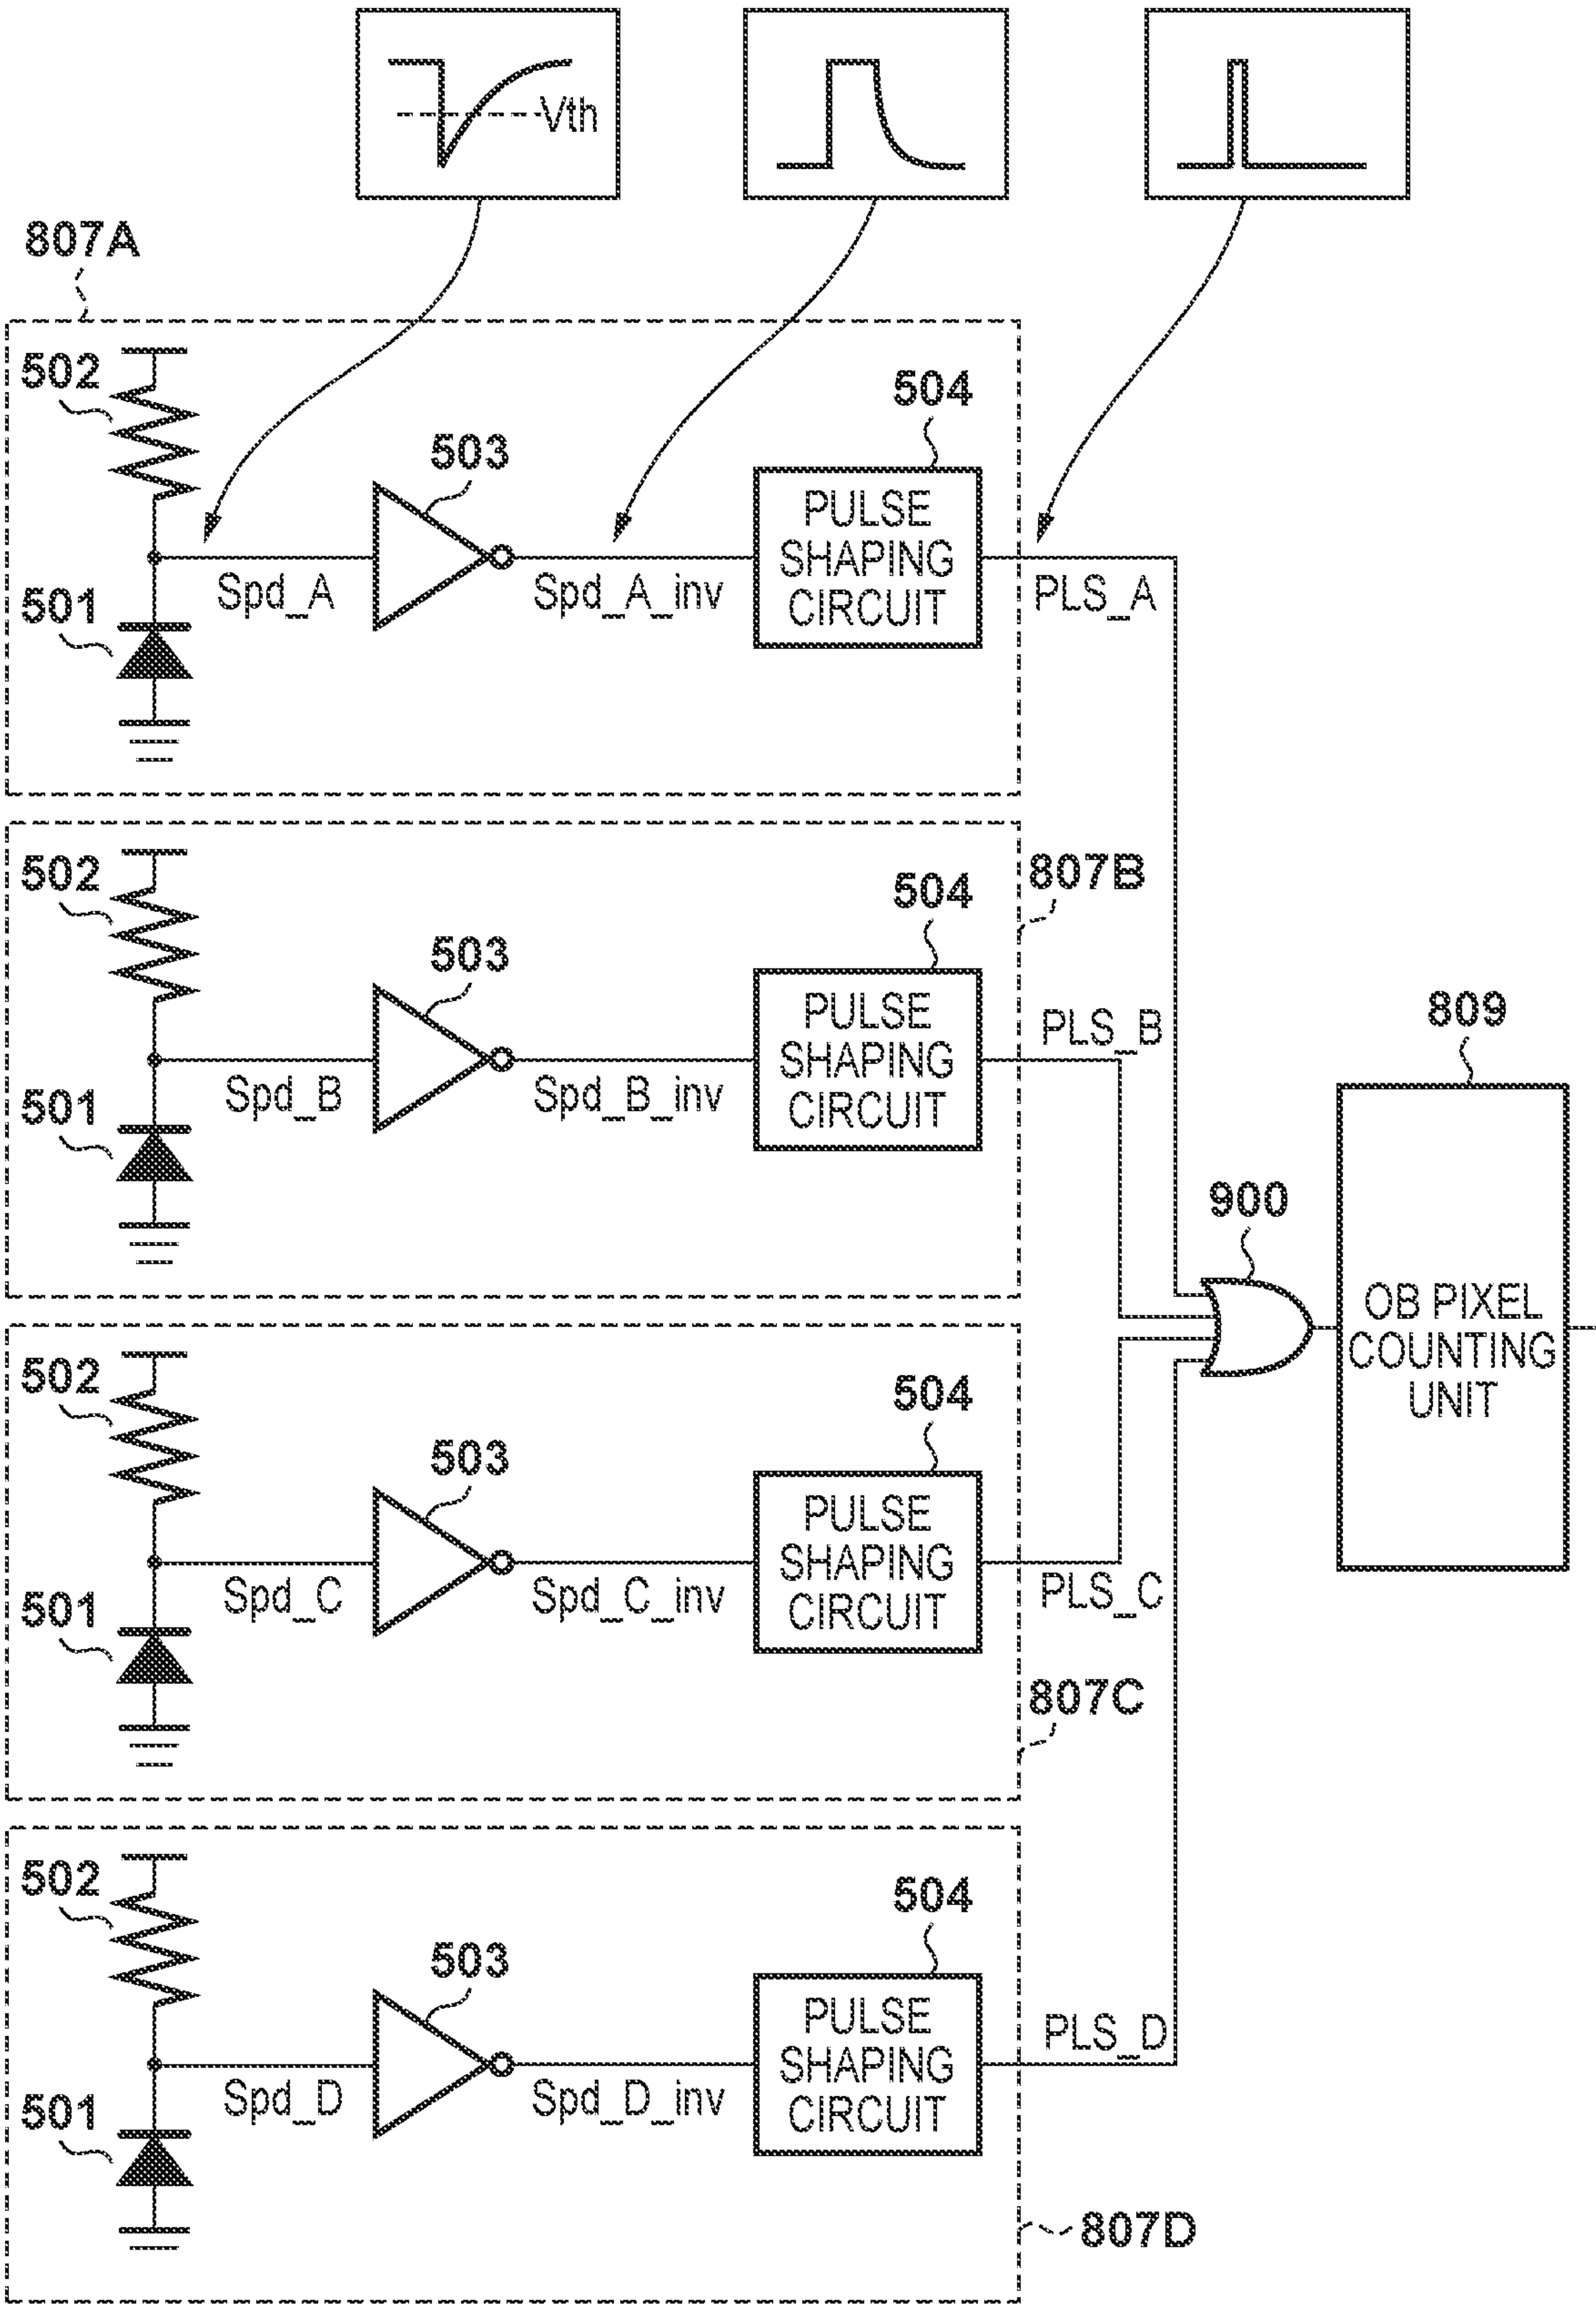 Vth
807A
502
503
504
PULSE
SHAPING
CIRCUIT
Spd_A
Spd_A_inv
PLS_A
501
807B
502
503
504
PULSE
SHAPING
CIRCUIT
Spd_B
Spd_B_inv
PLS_B
501
809
900
OB PIXEL
COUNTING
UNIT
502
503
504
PULSE
SHAPING
CIRCUIT
Spd_C
Spd_C_inv
PLS_C
501
807C
502
503
504
PULSE
SHAPING
CIRCUIT
Spd_D
Spd_D_inv
PLS_D
501
807D